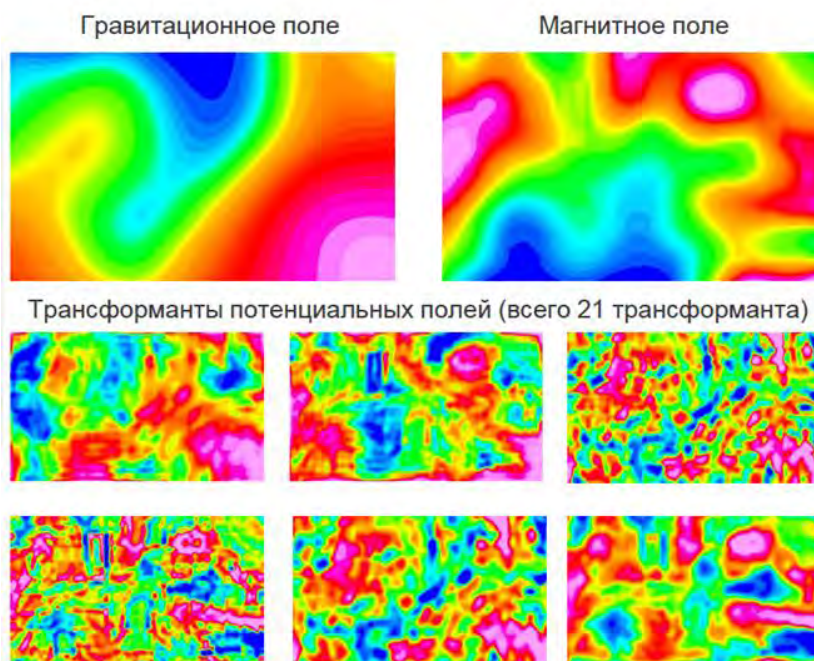 Гравитационное поле
Магнитное поле
Трансформанты потенциальных полей (всего 21 трансформанта)